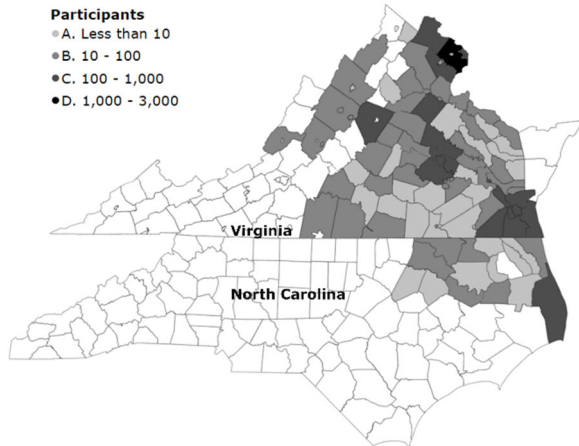 Participants
A. Less than 10
B. 10 - 100
C. 100 - 1,000
D. 1,000 - 3,000
Virginia
North Carolina